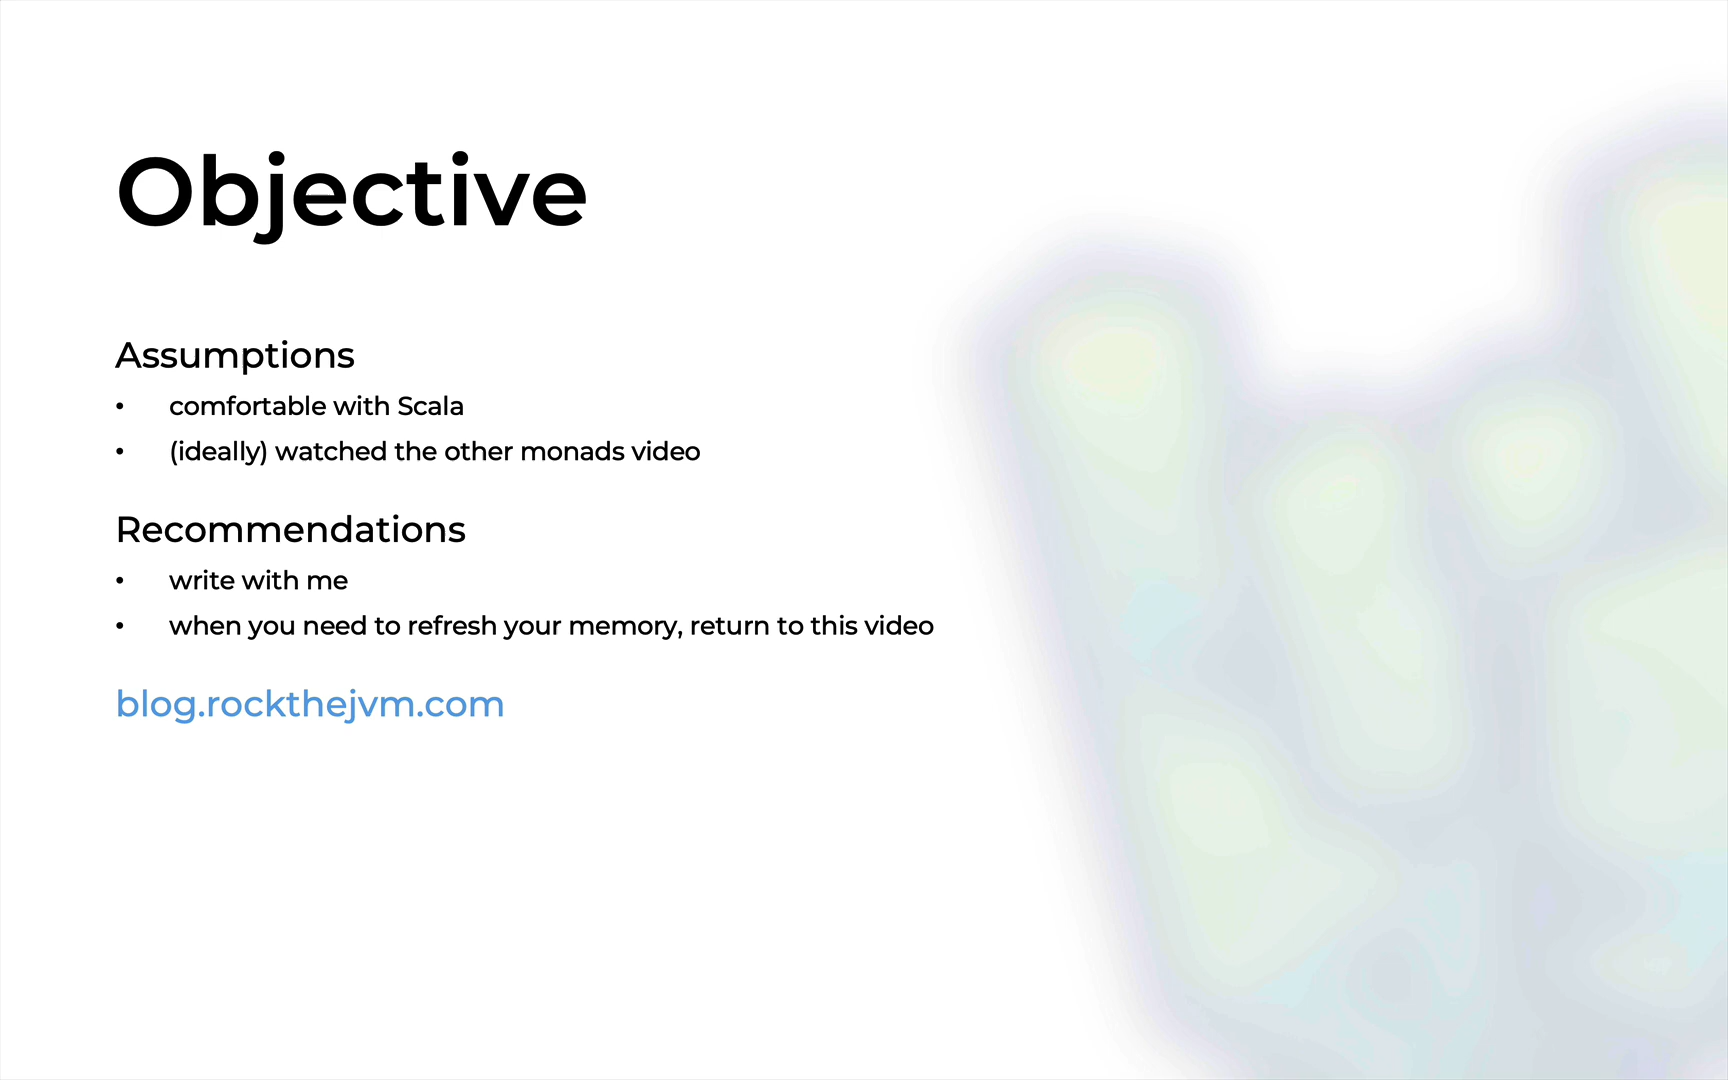 Objective
Assumptions
• comfortable with Scala
• (ideally) watched the other monads video
Recommendations
• write with me
• when you need to refresh your memory, return to this video
blog.rockthejvm.com